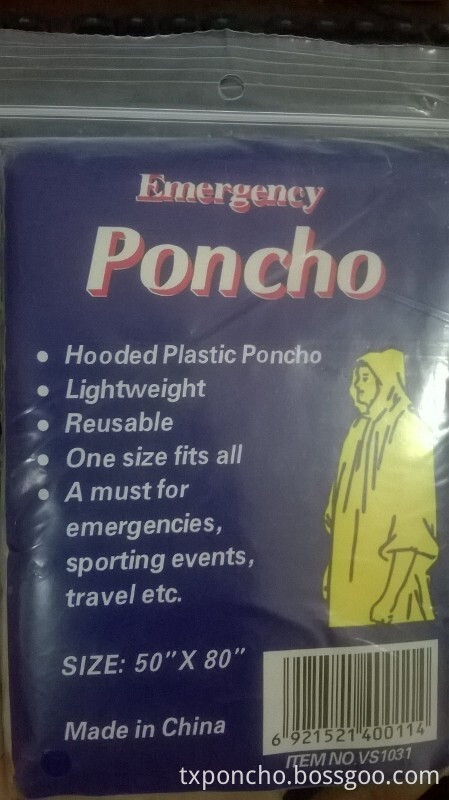 Emergency
Poncho
• Hooded Plastic Poncho
• Lightweight
• Reusable
• One size fits all
• A must for
emergencies,
sporting events,
travel etc.
SIZE: 50" X 80"
Made in China
6 921521 400114
ITEM NO.VS1031
txponcho.bossgoo.com